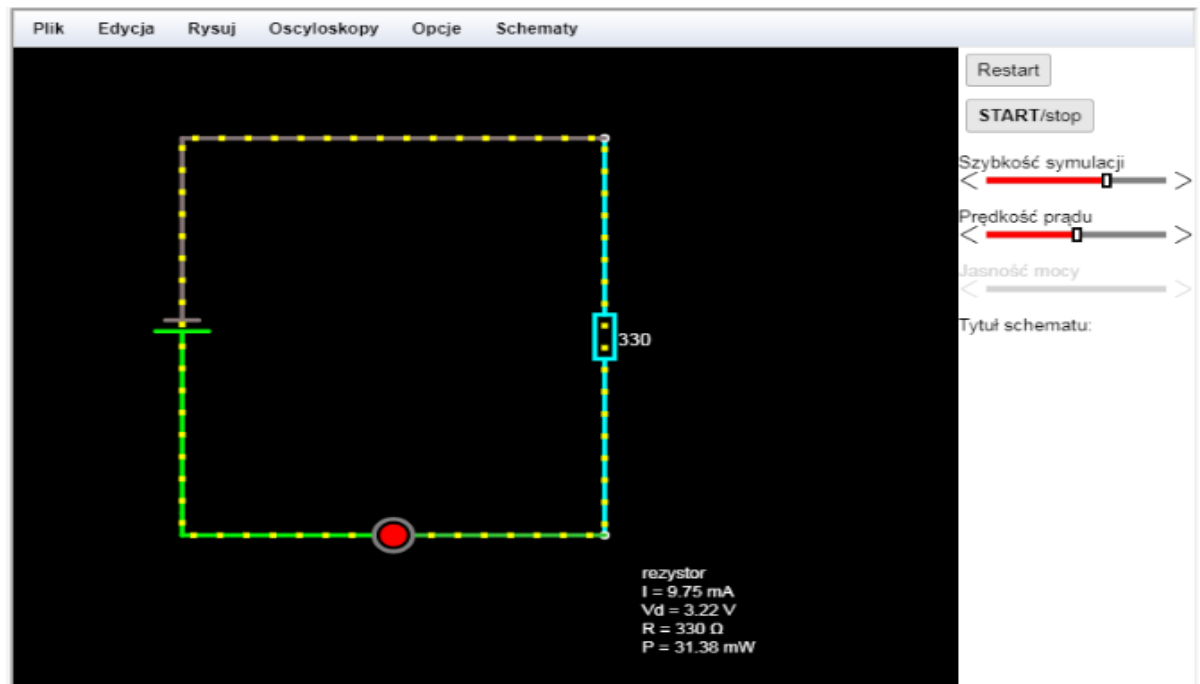 Plik Edycja Rysuj Oscyloskopy Opcje Schematy
Restart
START/stop
Szybkość symulacji
Prędkość prądu
Jasność mocy
Tytuł schematu:
330
rezystor
I = 9.75 mA
Vd = 3.22 V
R = 330 Ω
P = 31.38 mW